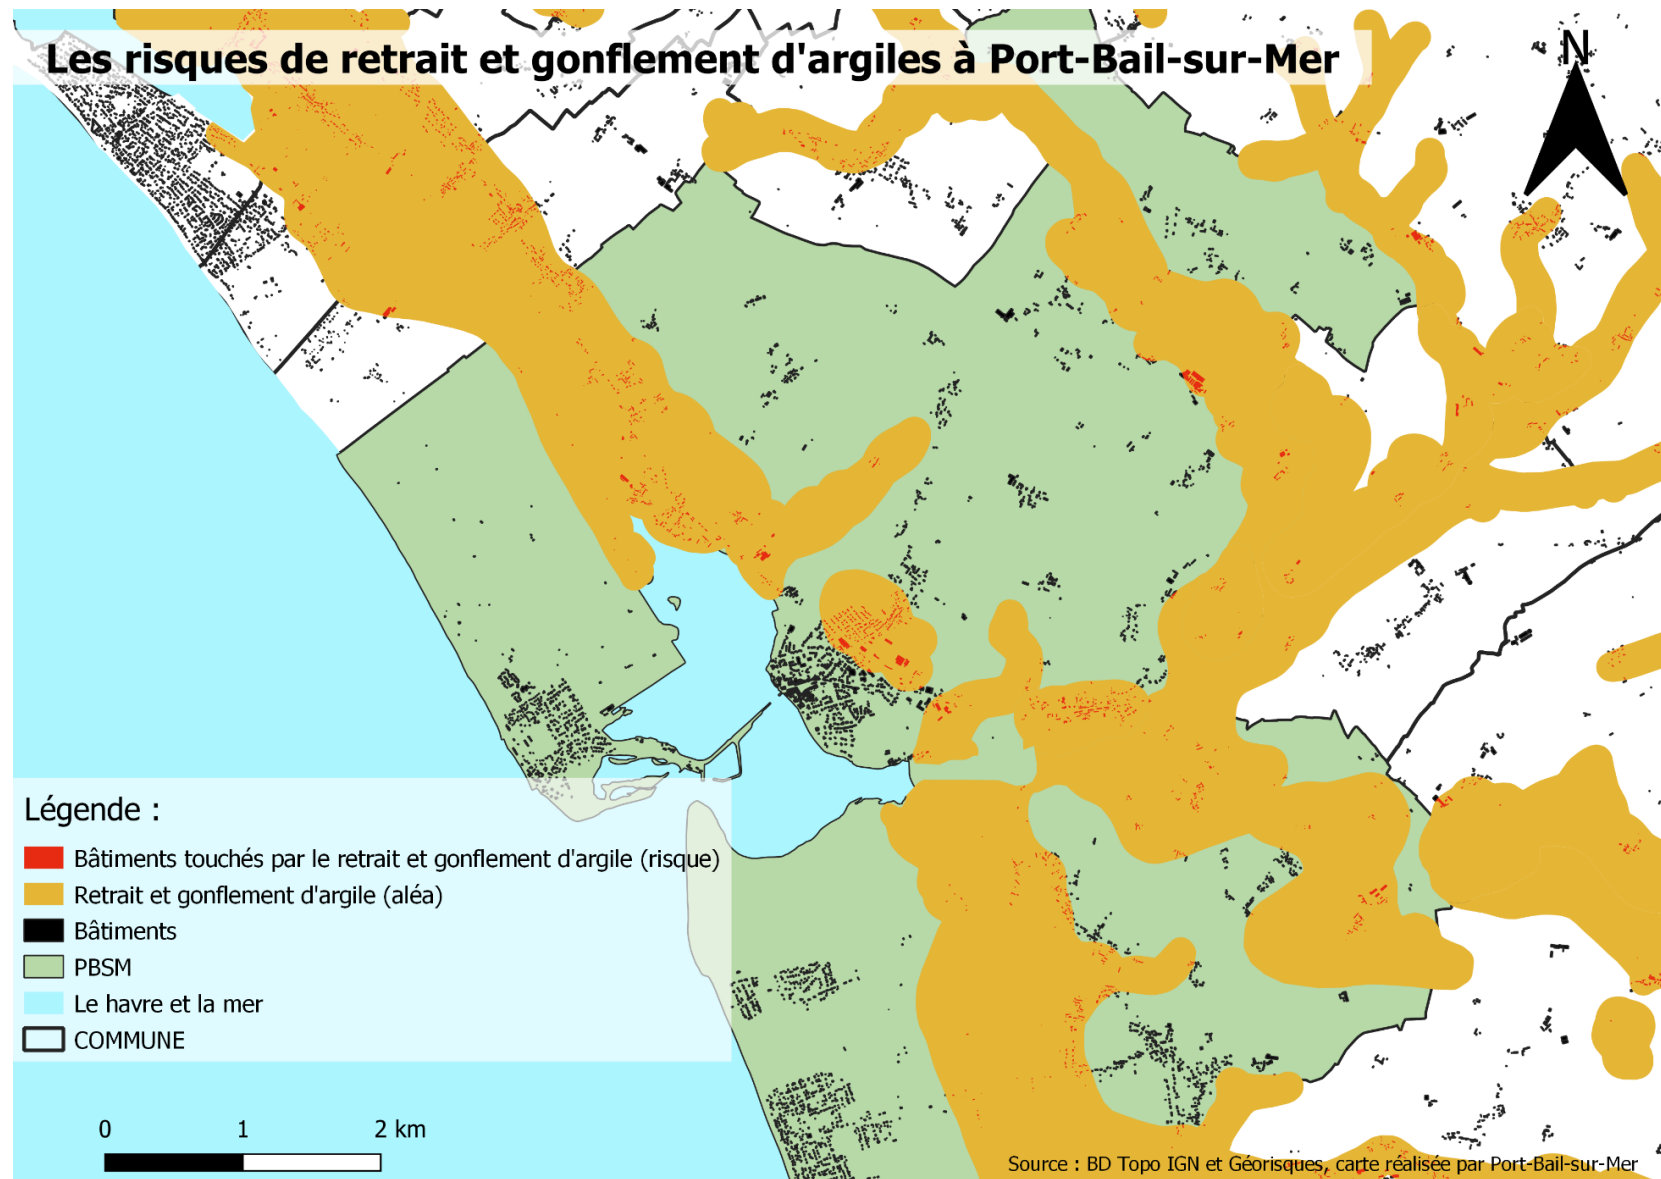 Les risques de retrait et gonflement d'argiles à Port-Bail-sur-Mer
N
Légende :
Bâtiments touchés par le retrait et gonflement d'argile (risque)
Retrait et gonflement d'argile (aléa)
Bâtiments
PBSM
Le havre et la mer
COMMUNE
0 1 2 km
Source : BD Topo IGN et Géorisques, carte réalisée par Port-Bail-sur-Mer